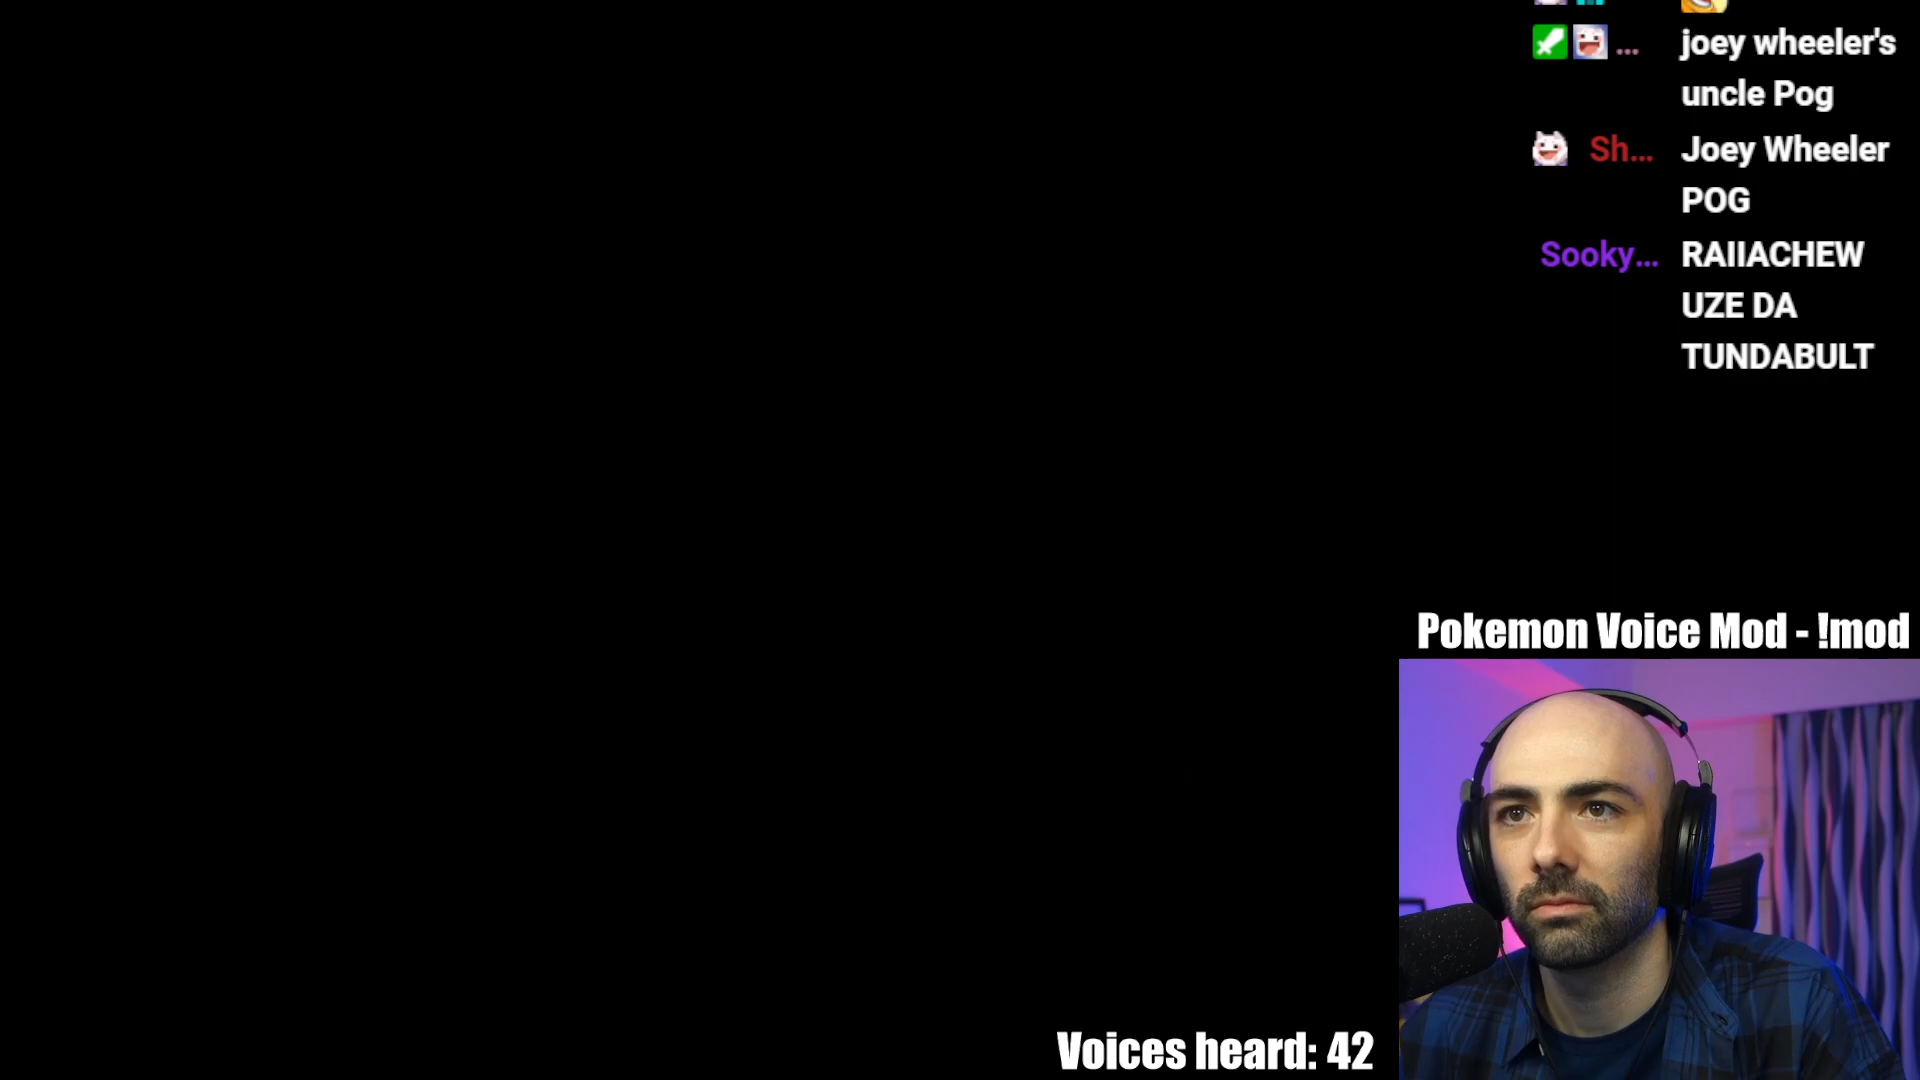 ... joey wheeler's
uncle Pog
Sh... Joey Wheeler
POG
Sooky... RAIIACHEW
UZE DA
TUNDABULT
Pokemon Voice Mod - !mod
Voices heard: 42